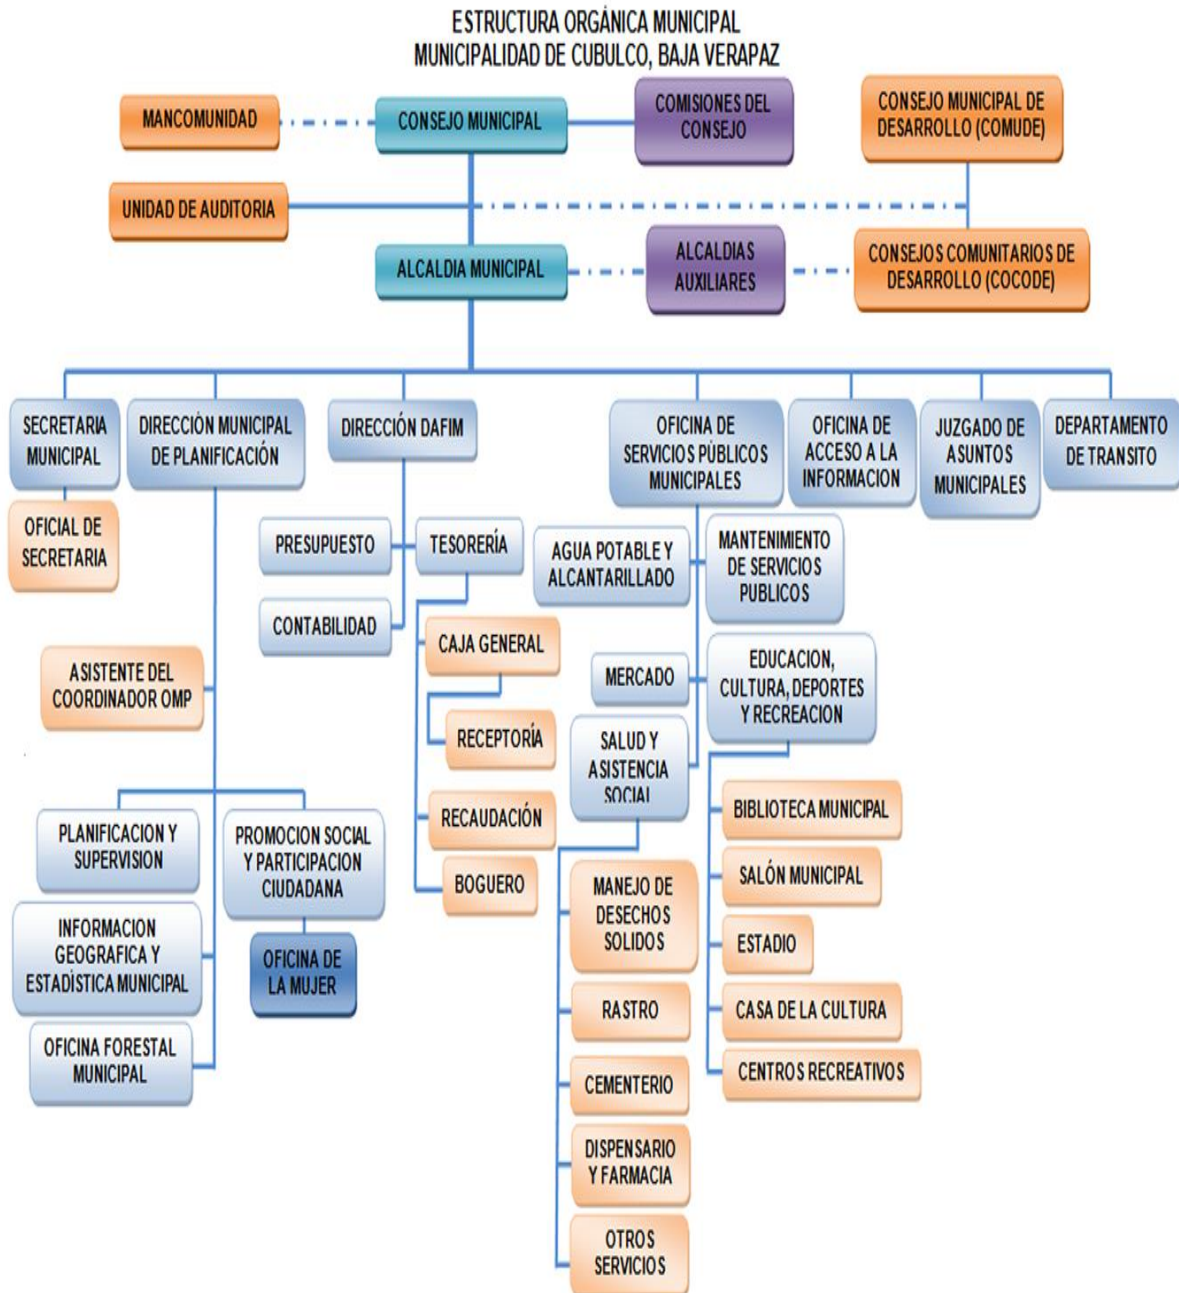 ESTRUCTURA ORGÁNICA MUNICIPAL
MUNICIPALIDAD DE CUBULCO, BAJA VERAPAZ
MANCOMUNIDAD
CONSEJO MUNICIPAL
COMISIONES DEL
CONSEJO
CONSEJO MUNICIPAL DE
DESARROLLO (COMUDE)
UNIDAD DE AUDITORIA
ALCALDIA MUNICIPAL
ALCALDIAS
AUXILIARES
CONSEJOS COMUNITARIOS DE
DESARROLLO (COCODE)
SECRETARIA
MUNICIPAL
DIRECCIÓN MUNICIPAL
DE PLANIFICACIÓN
DIRECCIÓN DAFIM
OFICINA DE
SERVICIOS PÙBLICOS
MUNICIPALES
OFICINA DE
ACCESO A LA
INFORMACION
JUZGADO DE
ASUNTOS
MUNICIPALES
DEPARTAMENTO
DE TRANSITO
OFICIAL DE
SECRETARIA
PRESUPUESTO
TESORERÍA
AGUA POTABLE Y
ALCANTARILLADO
MANTENIMIENTO
DE SERVICIOS
PUBLICOS
CONTABILIDAD
CAJA GENERAL
ASISTENTE DEL
COORDINADOR OMP
MERCADO
EDUCACION,
CULTURA, DEPORTES
Y RECREACION
RECEPTORÍA
SALUD Y
ASISTENCIA
SOCIAL
PLANIFICACION Y
SUPERVISION
PROMOCION SOCIAL
Y PARTICIPACION
CIUDADANA
RECAUDACIÓN
BIBLIOTECA MUNICIPAL
BOGUERO
MANEJO DE
DESECHOS
SOLIDOS
SALÓN MUNICIPAL
INFORMACION
GEOGRAFICA Y
ESTADÌSTICA MUNICIPAL
OFICINA DE
LA MUJER
ESTADIO
RASTRO
CASA DE LA CULTURA
OFICINA FORESTAL
MUNICIPAL
CEMENTERIO
CENTROS RECREATIVOS
DISPENSARIO
Y FARMACIA
OTROS
SERVICIOS